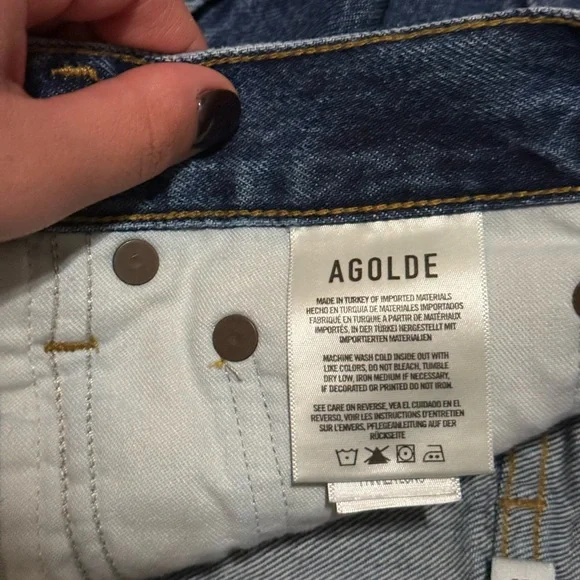 AGOLDE
MADE IN TURKEY OF IMPORTED MATERIALS
HECHO EN TURQUIA DE MATERIALES IMPORTADOS
FABRIQUÉ EN TURQUIE A PARTIR DE MATÉRIAUX
IMPORTÉS, IN DER TÜRKEI HERGESTELLT MIT
IMPORTIERTEN MATERIALIEN
MACHINE WASH COLD INSIDE OUT WITH
LIKE COLORS, DO NOT BLEACH, TUMBLE
DRY LOW, IRON MEDIUM IF NECESSARY,
IF DECORATED OR PRINTED DO NOT IRON.
SEE CARE ON REVERSE, VEA EL CUIDADO EN EL
REVERSO, VOIR LES INSTRUCTIONS D'ENTRETIEN
SUR L'ENVERS, PFLEGEANLEITUNG AUF DER
RÜCKSEITE